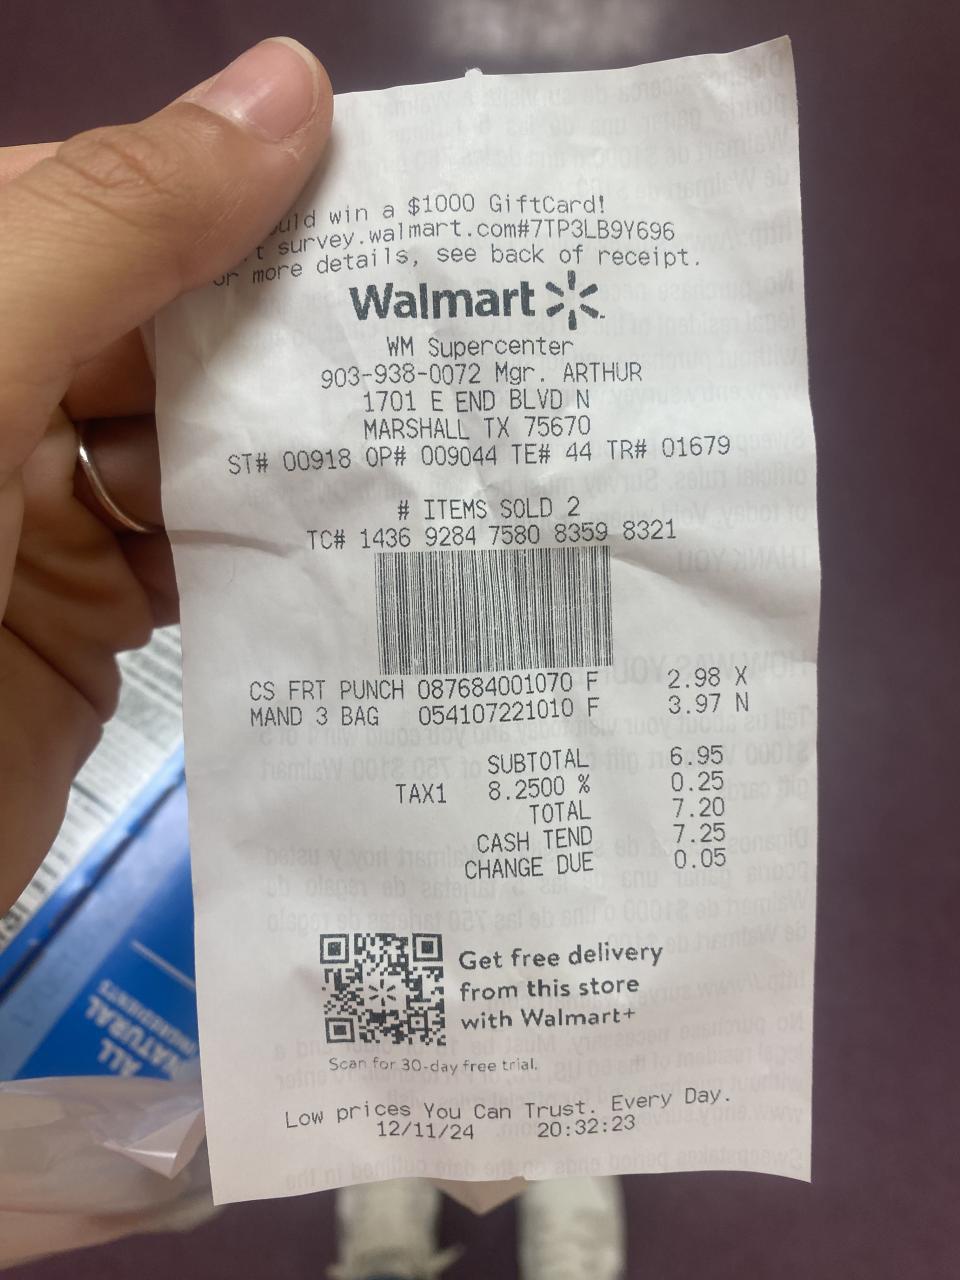 uld win a $1000 GiftCard!
t survey.walmart.com#7TP3LB9Y696
or more details, see back of receipt.
Walmart
WM Supercenter
903-938-0072 Mgr. ARTHUR
1701 E END BLVD N
MARSHALL TX 75670
ST# 00918 OP# 009044 TE# 44 TR# 01679
# ITEMS SOLD 2
TC# 1436 9284 7580 8359 8321
CS FRT PUNCH 087684001070 F 2.98 X
MAND 3 BAG 054107221010 F 3.97 N
SUBTOTAL 6.95
TAX1 8.2500 % 0.25
TOTAL 7.20
CASH TEND 7.25
CHANGE DUE 0.05
Get free delivery
from this store
with Walmart+
Scan for 30-day free trial.
Low prices You Can Trust. Every Day.
12/11/24 20:32:23
ALL
NATURAL
INGREDIENTS